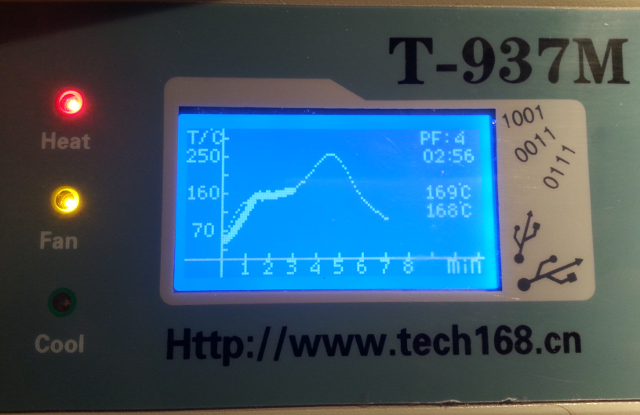 T-937M
Heat
Fan
Cool
T/C
250
160
70
1 2 3 4 5 6 7 8 min
PF:4
02:56
169℃
168℃
1001
0011
0111
Http://www.tech168.cn